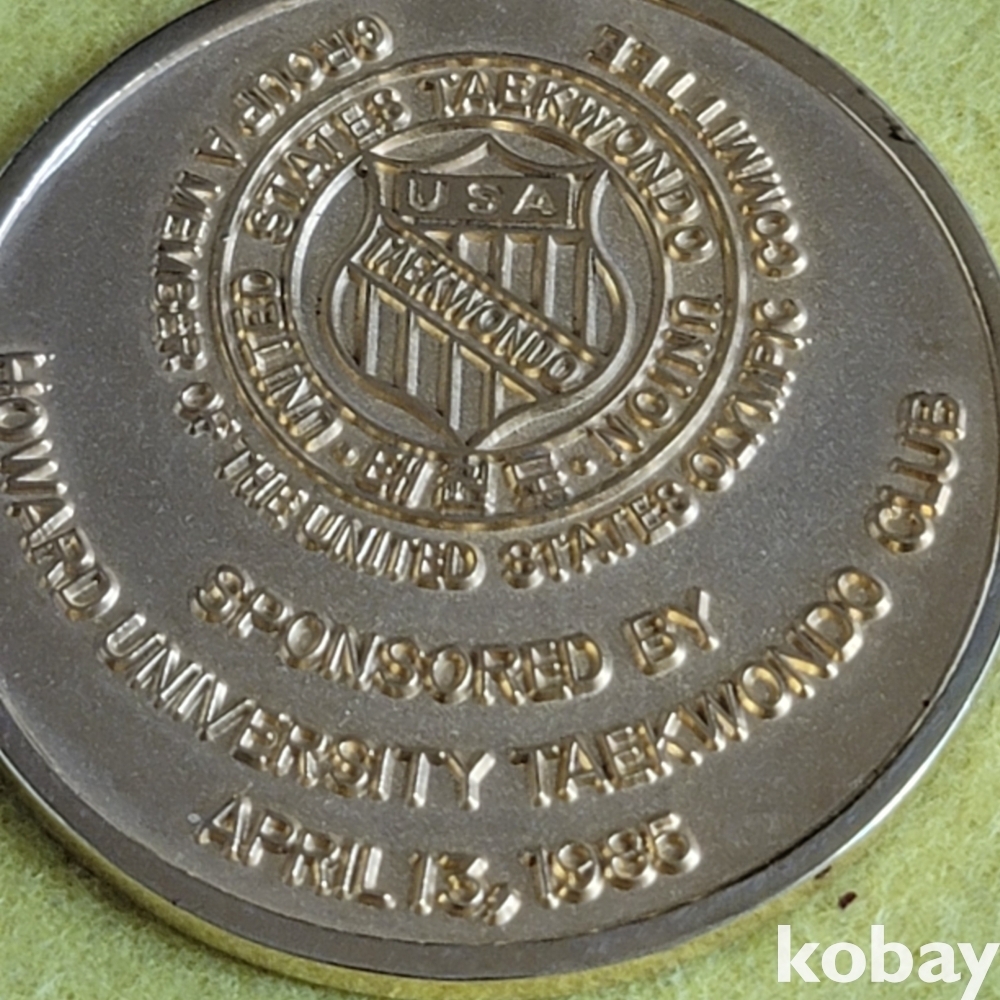 GROUP A MEMBER OF THE UNITED STATES OLYMPIC COMMITTEE
UNITED STATES TAEKWONDO UNION
USA
TAEKWONDO
태권도
SPONSORED BY
HOWARD UNIVERSITY TAEKWONDO CLUB
APRIL 13, 1985
kobay